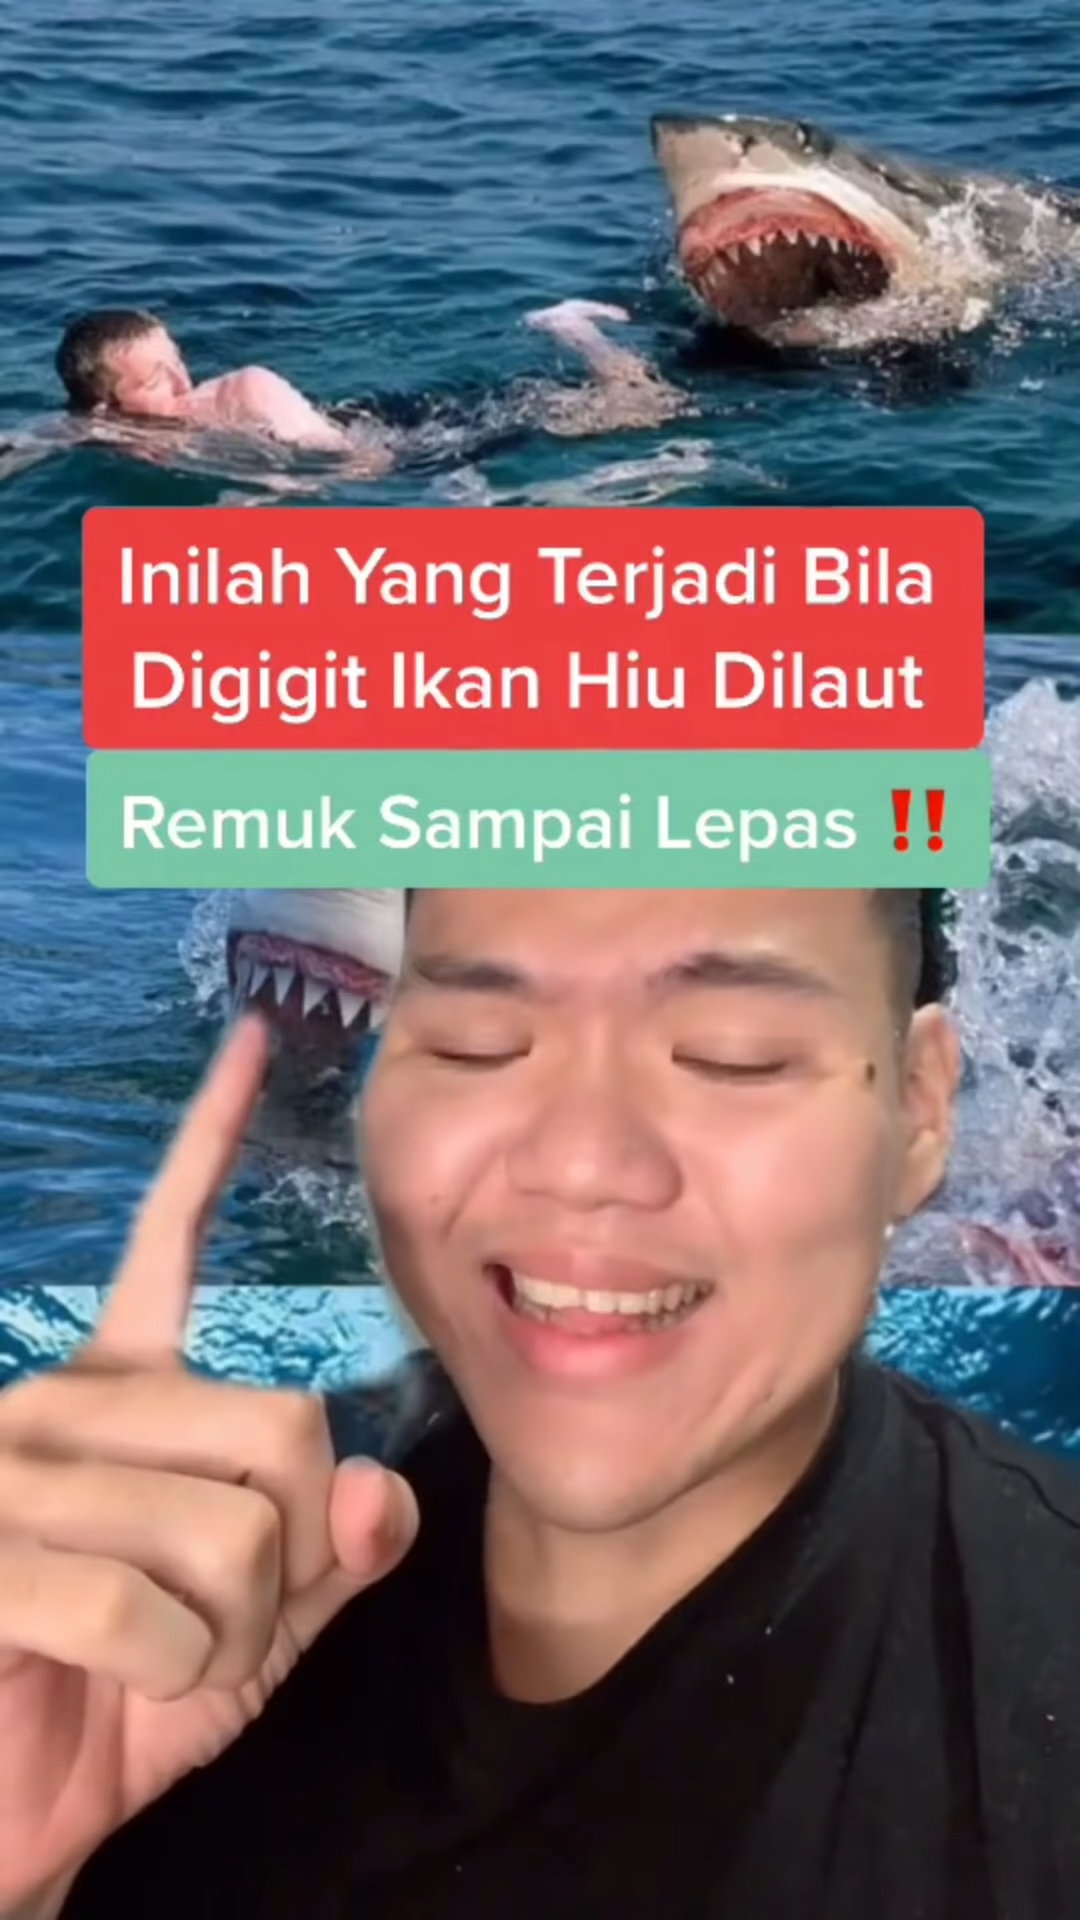 Inilah Yang Terjadi Bila
Digigit Ikan Hiu Dilaut
Remuk Sampai Lepas ‼️